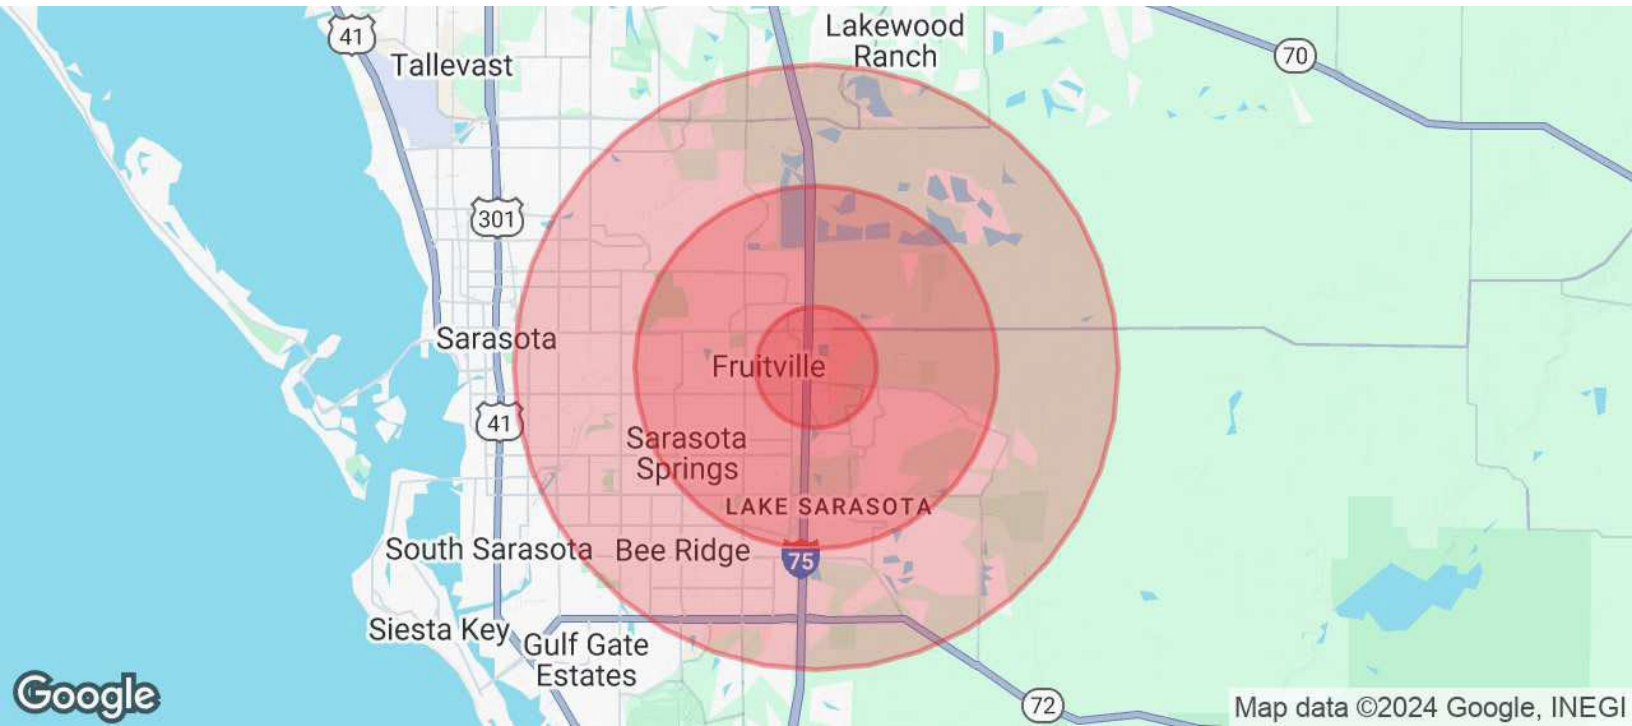 Lakewood
Ranch
41
70
Tallevast
301
Sarasota
Fruitville
41
Sarasota
Springs
LAKE SARASOTA
South Sarasota
Bee Ridge
75
Siesta Key
Gulf Gate
Estates
72
Google
Map data ©2024 Google, INEGI